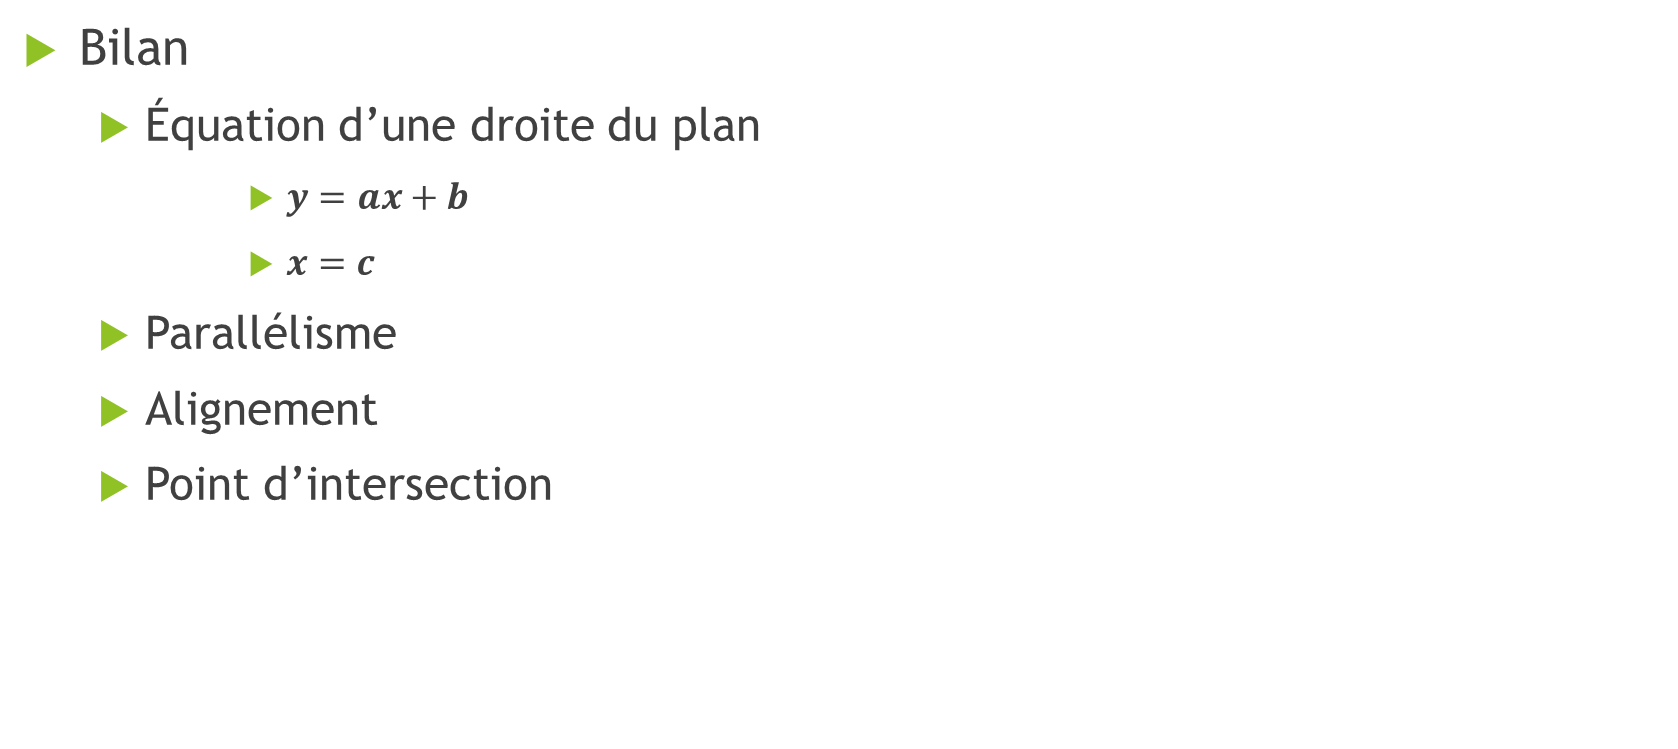 Bilan
Équation d’une droite du plan
y = ax + b
x = c
Parallélisme
Alignement
Point d’intersection